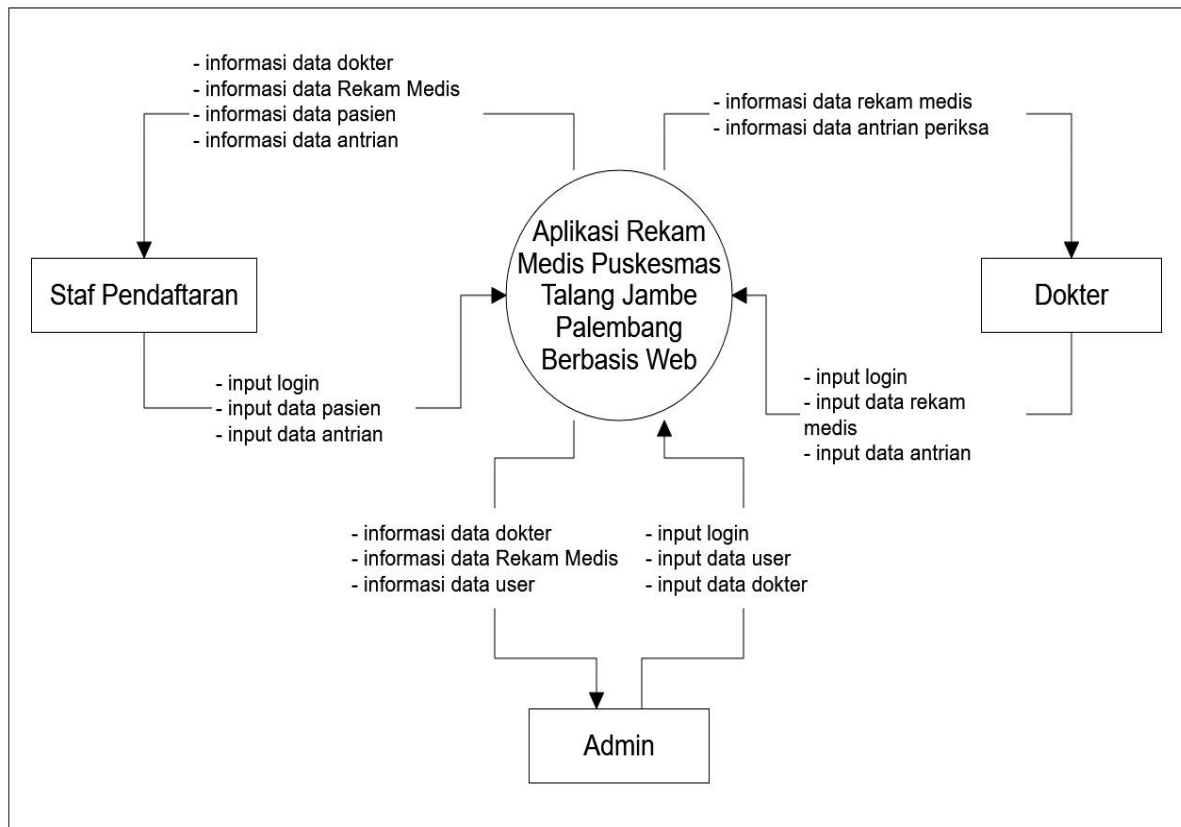 - informasi data dokter
- informasi data Rekam Medis
- informasi data pasien
- informasi data antrian
- informasi data rekam medis
- informasi data antrian periksa
Aplikasi Rekam
Medis Puskesmas
Talang Jambe
Palembang
Berbasis Web
Staf Pendaftaran
Dokter
- input login
- input data pasien
- input data antrian
- input login
- input data rekam
medis
- input data antrian
- informasi data dokter
- informasi data Rekam Medis
- informasi data user
- input login
- input data user
- input data dokter
Admin